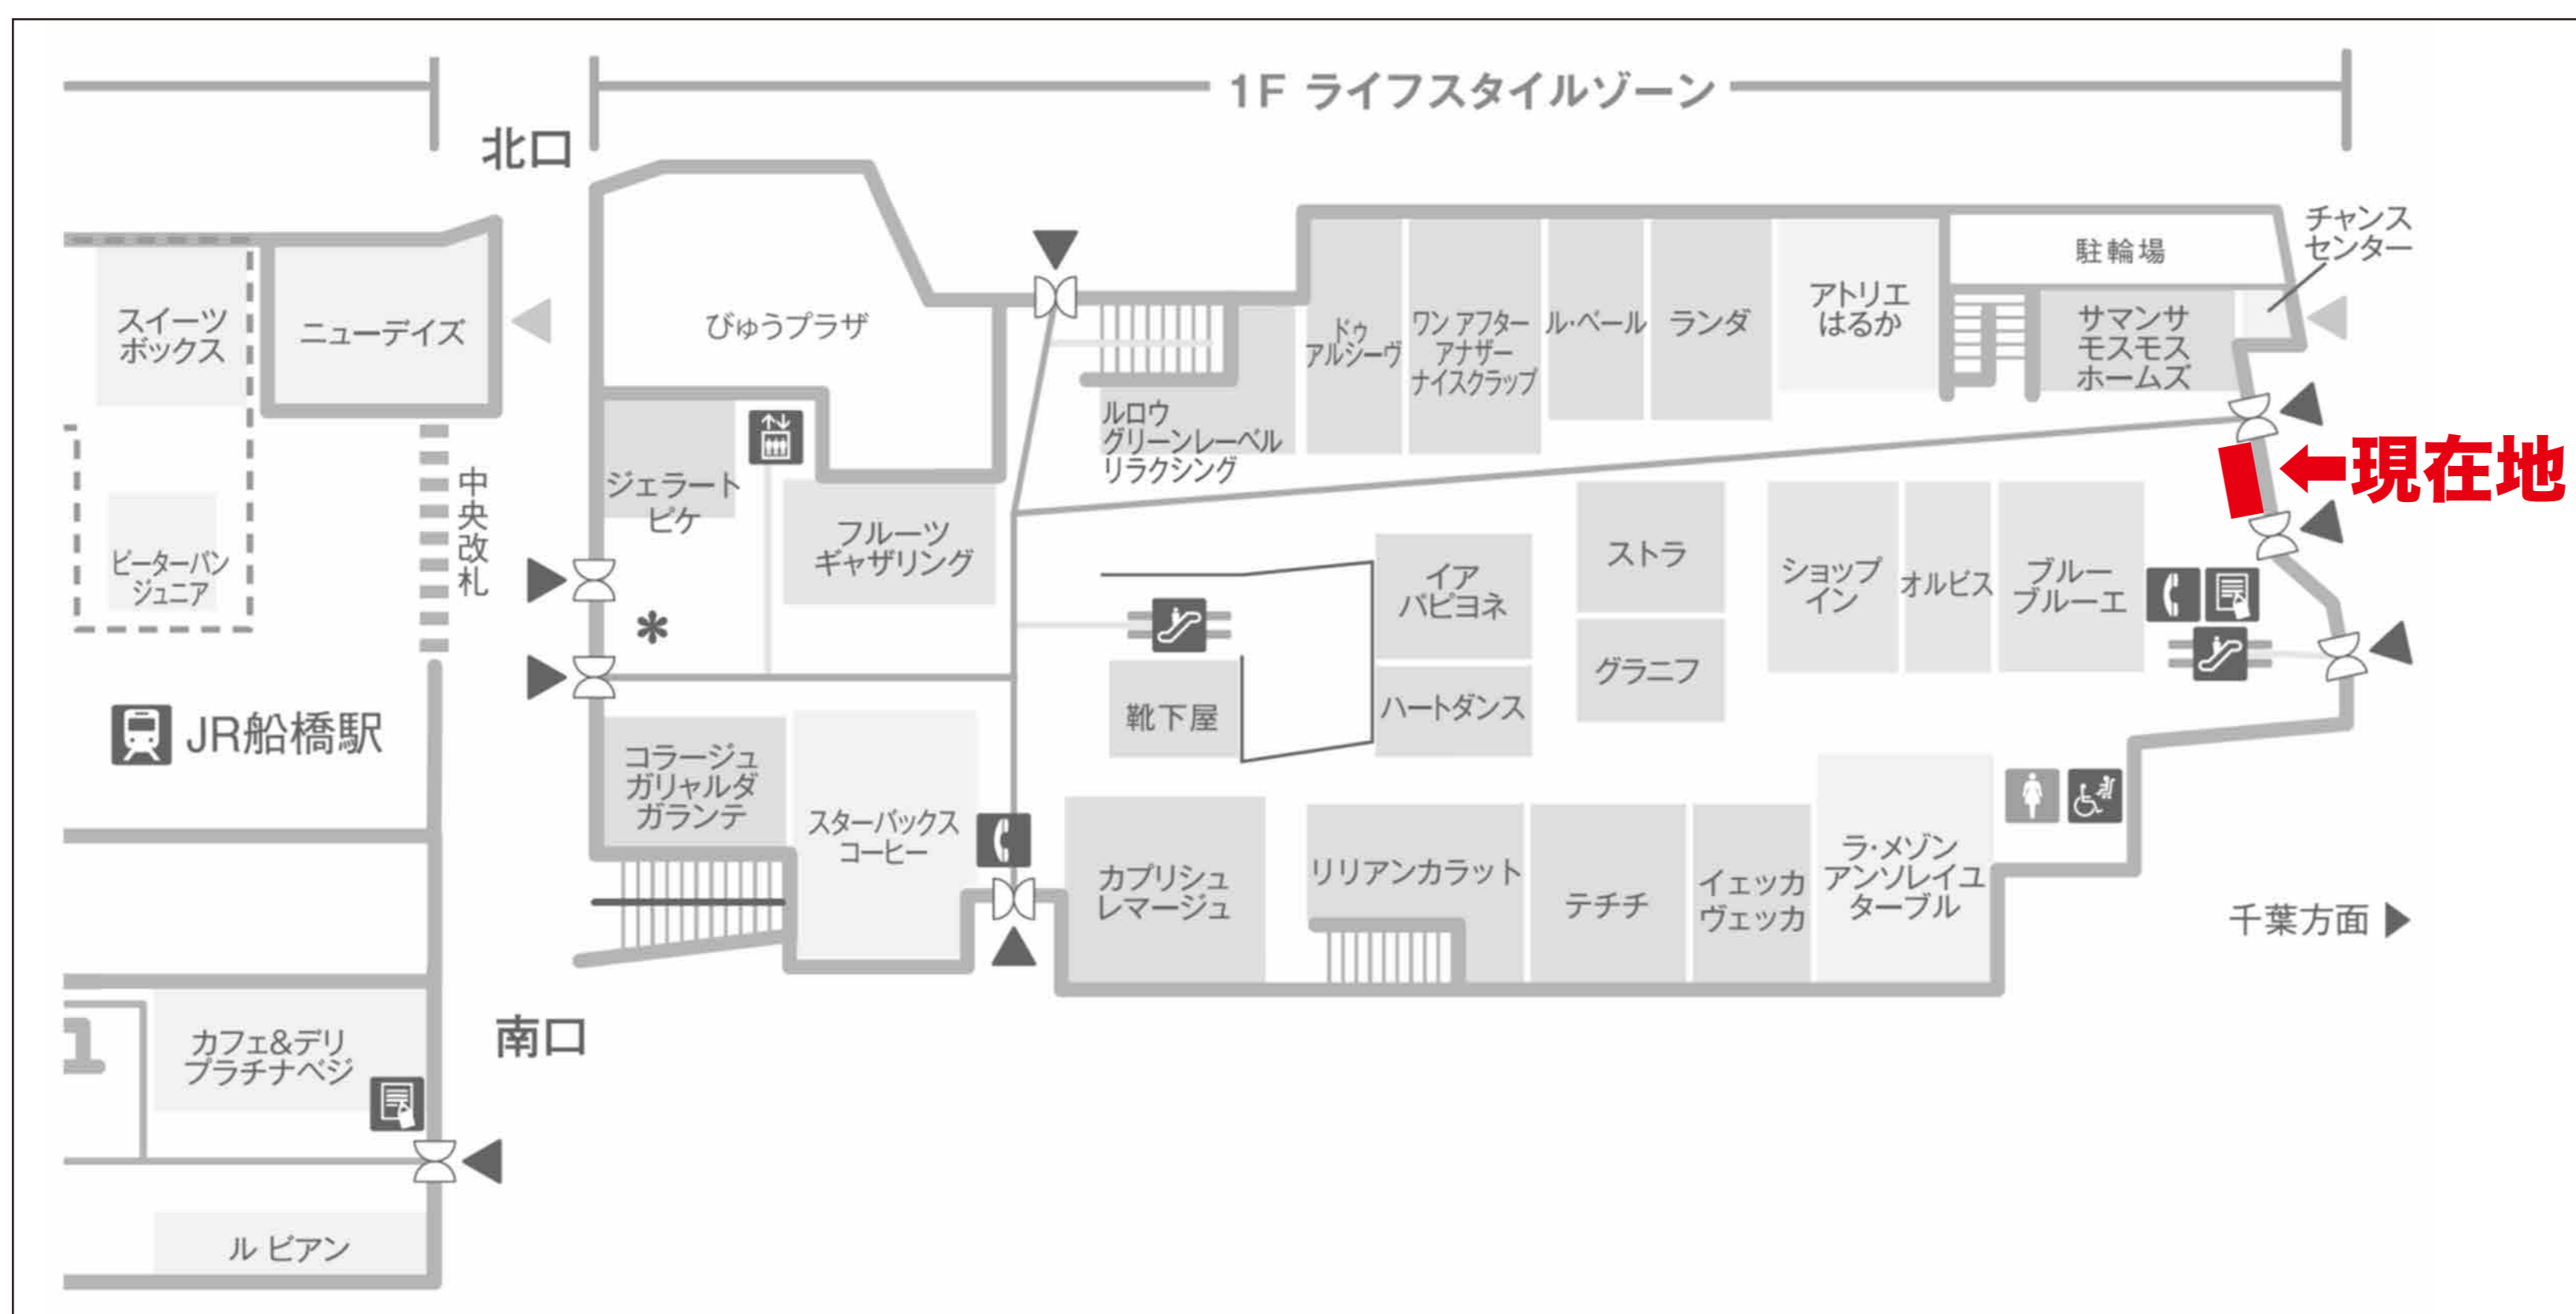 1F ライフスタイルゾーン
北口
チャンス
センター
駐輪場
スイーツ
ボックス
ニューデイズ
びゅうプラザ
ドゥ
アルシーヴ
ワン アフター
アナザー
ナイスクラップ
ル・ベール
ランダ
アトリエ
はるか
サマンサ
モスモス
ホームズ
ルロウ
グリーンレーベル
リラクシング
現在地
ジェラート
ピケ
フルーツ
ギャザリング
中央改札
ピーターパン
ジュニア
イア
パピヨネ
ストラ
ショップ
イン
オルビス
ブルー
ブルーエ
*
グラニフ
靴下屋
ハートダンス
JR船橋駅
コラージュ
ガリャルダ
ガランテ
スターバックス
コーヒー
カプリシュ
レマージュ
リリアンカラット
テチチ
イェッカ
ヴェッカ
ラ・メゾン
アンソレイユ
ターブル
千葉方面
南口
カフェ&デリ
プラチナベジ
ル ビアン